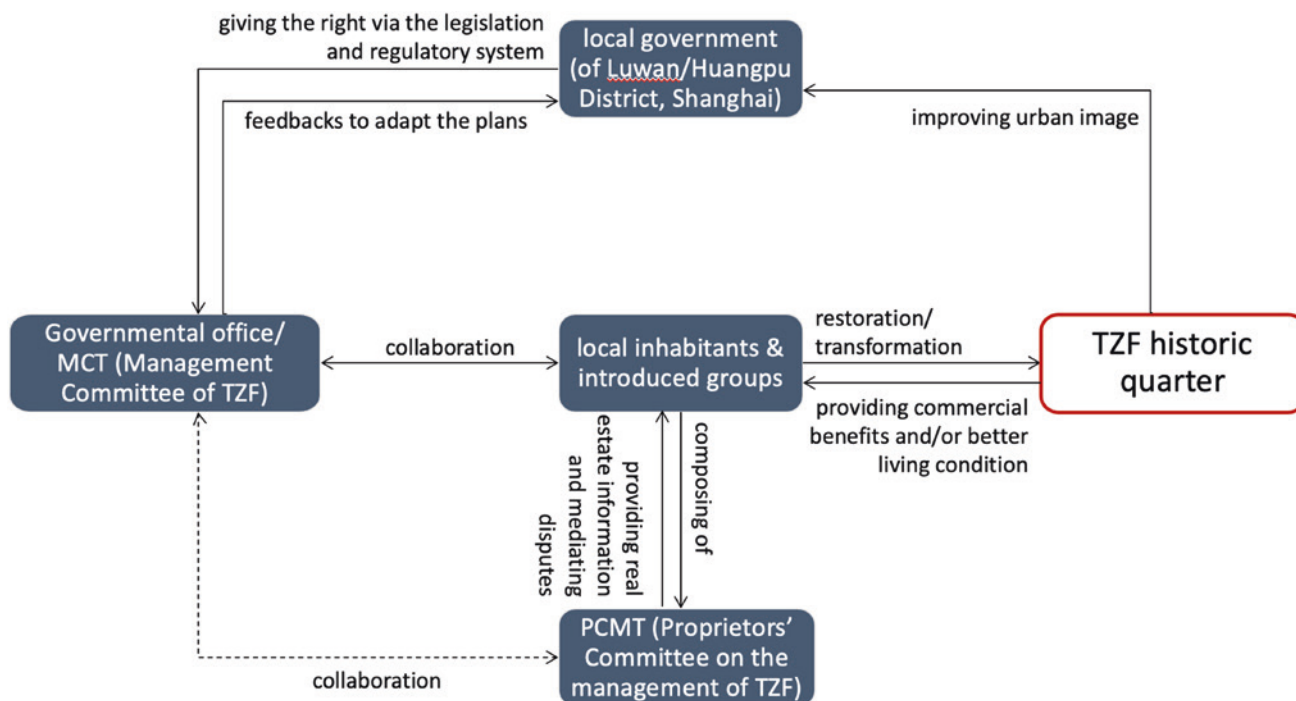 giving the right via the legislation
and regulatory system
local government
(of Luwan/Huangpu
District, Shanghai)
feedbacks to adapt the plans
improving urban image
Governmental office/
MCT (Management
Committee of TZF)
collaboration
local inhabitants &
introduced groups
restoration/
transformation
TZF historic
quarter
providing commercial
benefits and/or better
living condition
providing real
estate information
and mediating
disputes
composing of
PCMT (Proprietors’
Committee on the
management of TZF)
collaboration